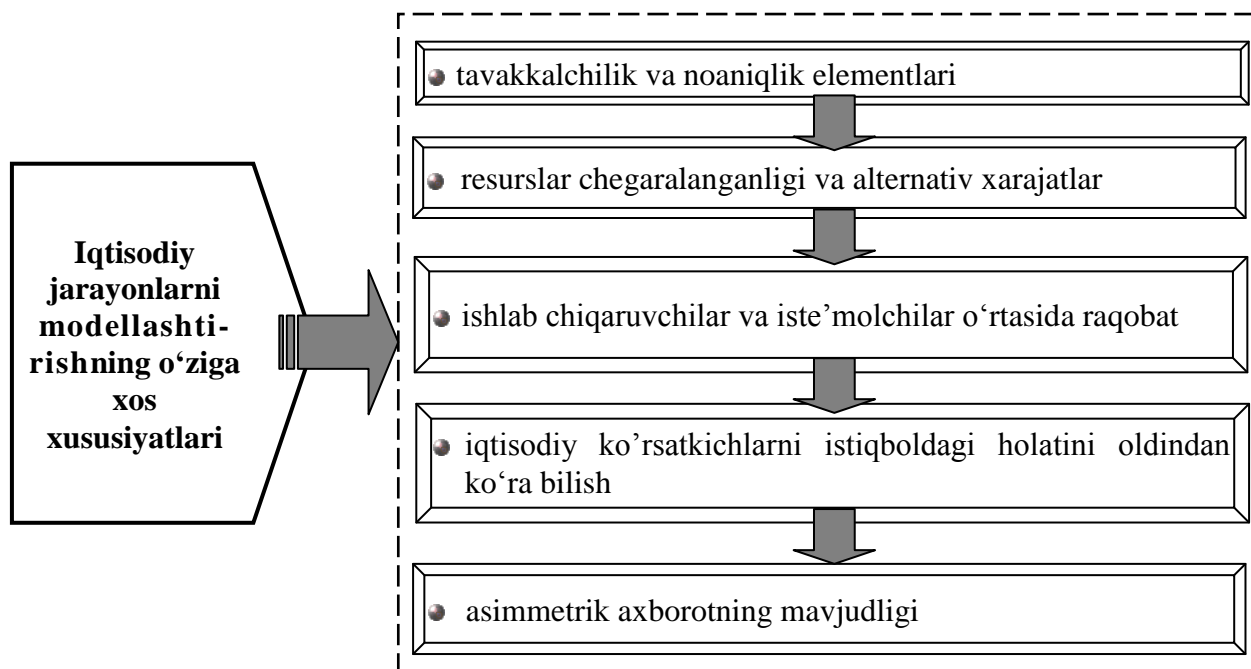 tavakkalchilik va noaniqlik elementlari
resurslar chegaralanganligi va alternativ xarajatlar
Iqtisodiy
jarayonlarni
modellashti-
rishning o‘ziga
xos
xususiyatlari
ishlab chiqaruvchilar va iste’molchilar o‘rtasida raqobat
iqtisodiy ko’rsatkichlarni istiqboldagi holatini oldindan
ko‘ra bilish
asimmetrik axborotning mavjudligi